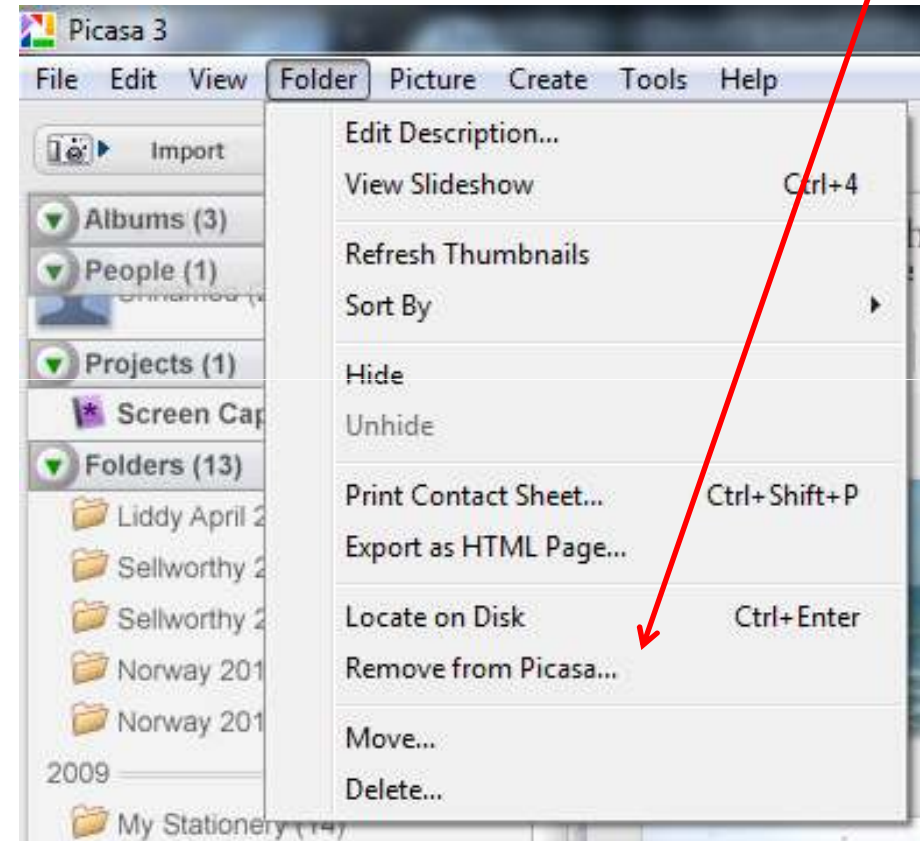 Picasa 3
File Edit View Folder Picture Create Tools Help
Import
Albums (3)
People (1)
Projects (1)
Screen Cap
Folders (13)
Liddy April 2
Sellworthy 2
Sellworthy 2
Norway 201
Norway 201
2009
My Stationery (14)
Edit Description...
View Slideshow Ctrl+4
Refresh Thumbnails
Sort By
Hide
Unhide
Print Contact Sheet... Ctrl+Shift+P
Export as HTML Page...
Locate on Disk Ctrl+Enter
Remove from Picasa...
Move...
Delete...